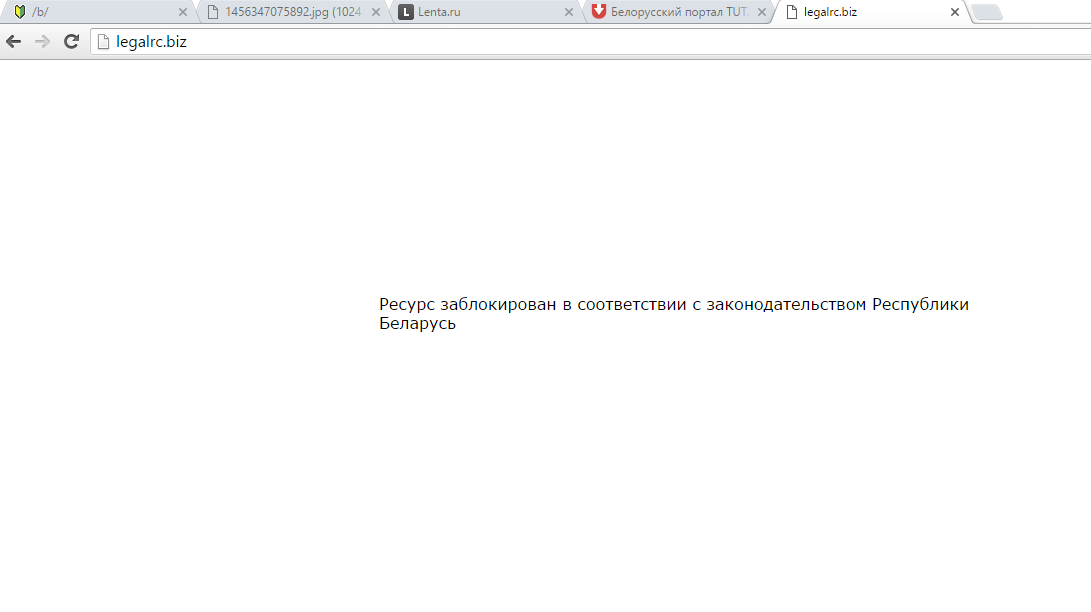 /b/
1456347075892.jpg (1024
Lenta.ru
Белорусский портал TUT.
legalrc.biz
legalrc.biz
Ресурс заблокирован в соответствии с законодательством Республики
Беларусь